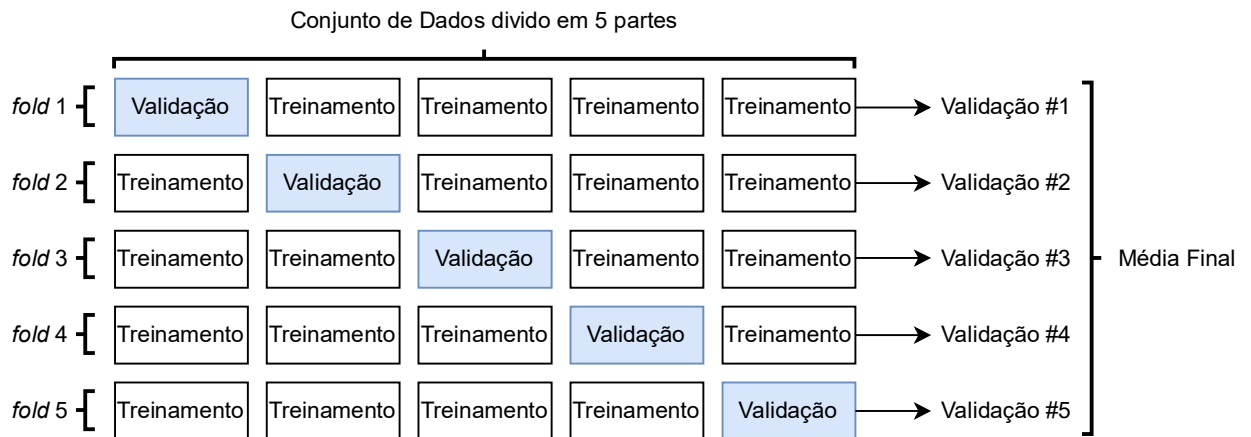 Conjunto de Dados divido em 5 partes
fold 1 Validação Treinamento Treinamento Treinamento Treinamento Validação #1
fold 2 Treinamento Validação Treinamento Treinamento Treinamento Validação #2
fold 3 Treinamento Treinamento Validação Treinamento Treinamento Validação #3 Média Final
fold 4 Treinamento Treinamento Treinamento Validação Treinamento Validação #4
fold 5 Treinamento Treinamento Treinamento Treinamento Validação Validação #5